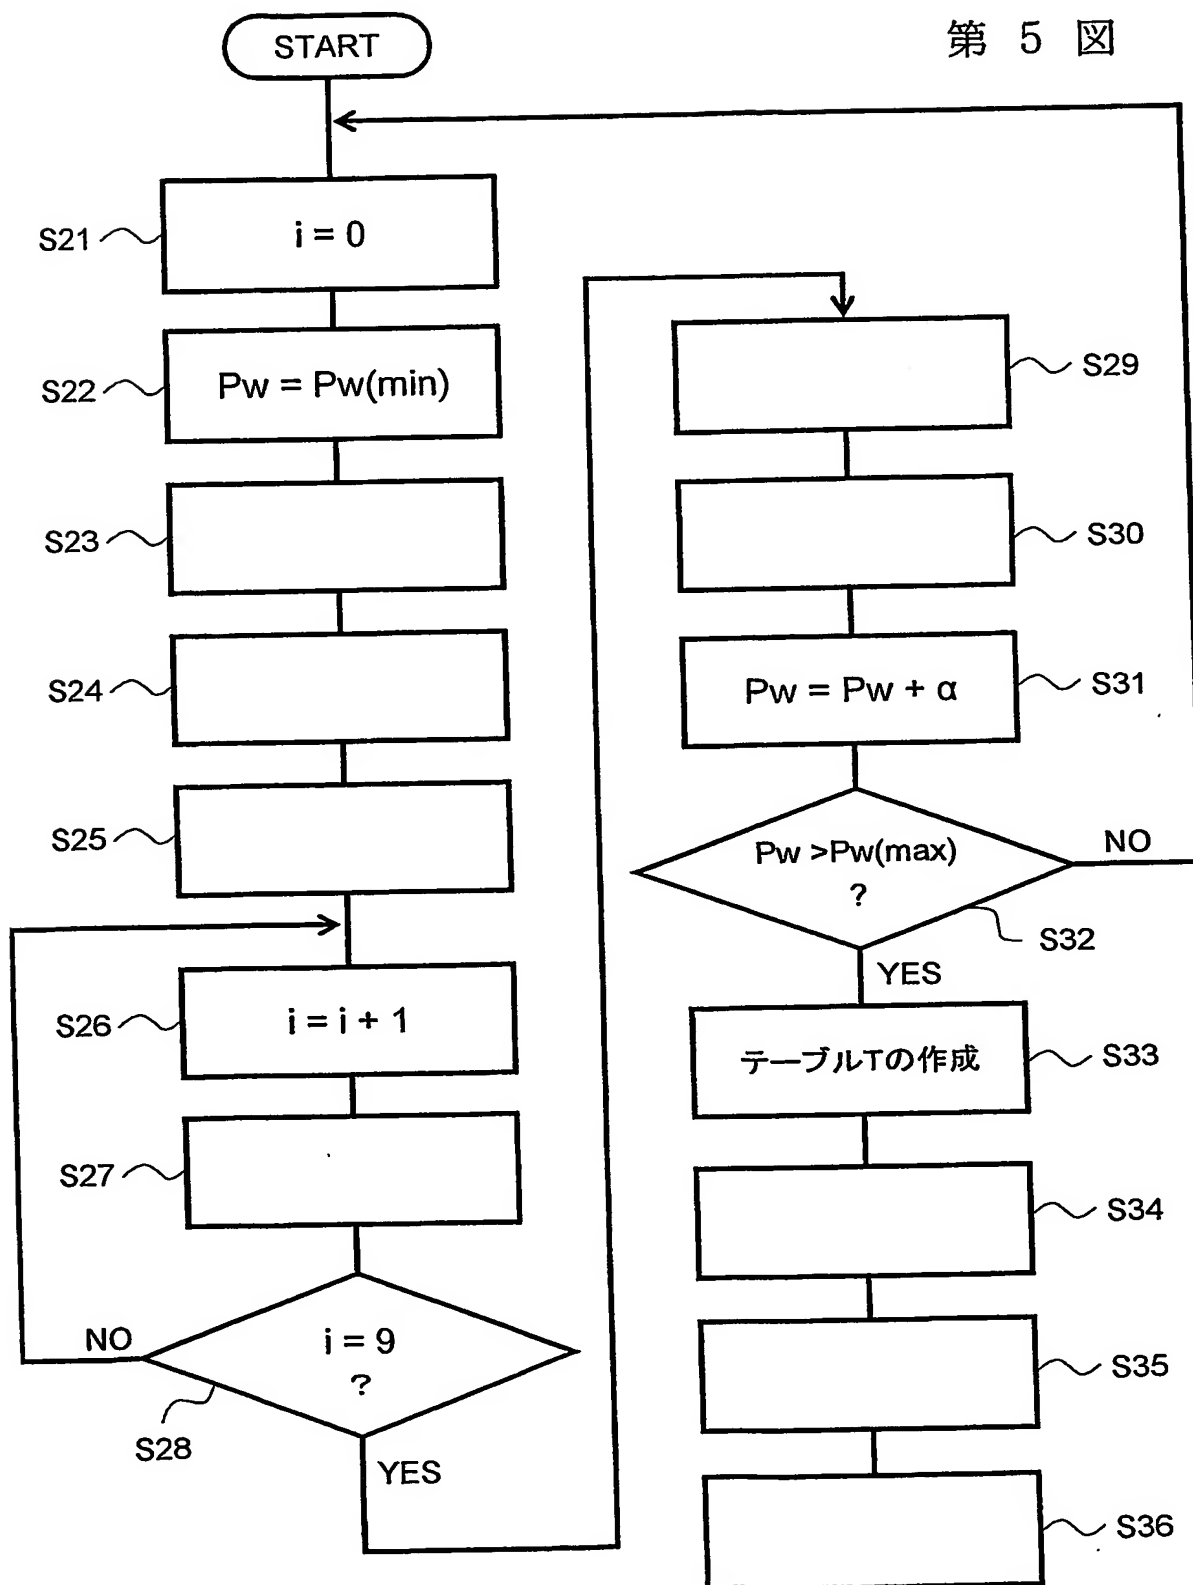 第 5 図
START
S21
i = 0
S22
Pw = Pw(min)
S23
S24
S25
S26
i = i + 1
S27
i = 9
?
NO
S28
YES
S29
S30
Pw = Pw + α
S31
Pw >Pw(max)
?
NO
S32
YES
テーブルTの作成
S33
S34
S35
S36